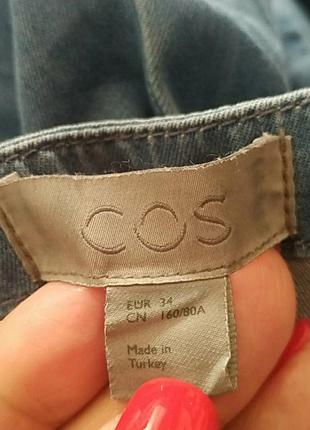 COS
EUR 34
CN 160/80A
Made in
Turkey